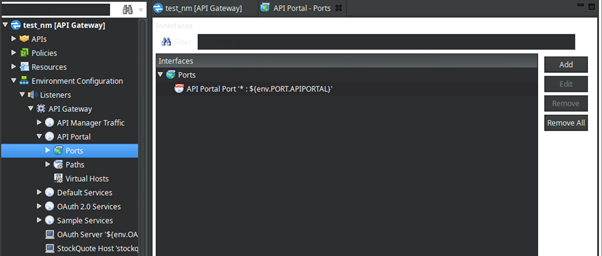 test_nm [API Gateway]
APIs
Policies
Resources
Environment Configuration
Listeners
API Gateway
API Manager Traffic
API Portal
Ports
Paths
Virtual Hosts
Default Services
OAuth 2.0 Services
Sample Services
OAuth Server '${env.OA
StockQuote Host 'stockq
test_nm [API Gateway]
API Portal - Ports
Interfaces
Interfaces
Ports
API Portal Port '* : ${env.PORT.APIPORTAL}'
Add
Edit
Remove
Remove All